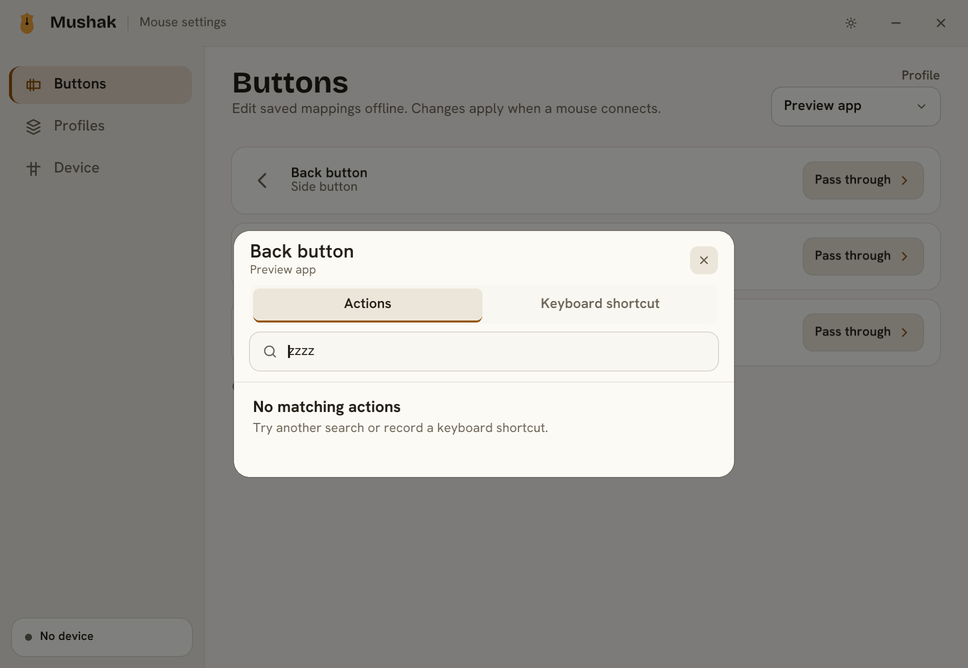 Mushak
Mouse settings
Buttons
Profiles
Device
No device
Buttons
Edit saved mappings offline. Changes apply when a mouse connects.
Profile
Preview app
Back button
Side button
Pass through
Pass through
Pass through
Back button
Preview app
Actions
Keyboard shortcut
zzzz
No matching actions
Try another search or record a keyboard shortcut.